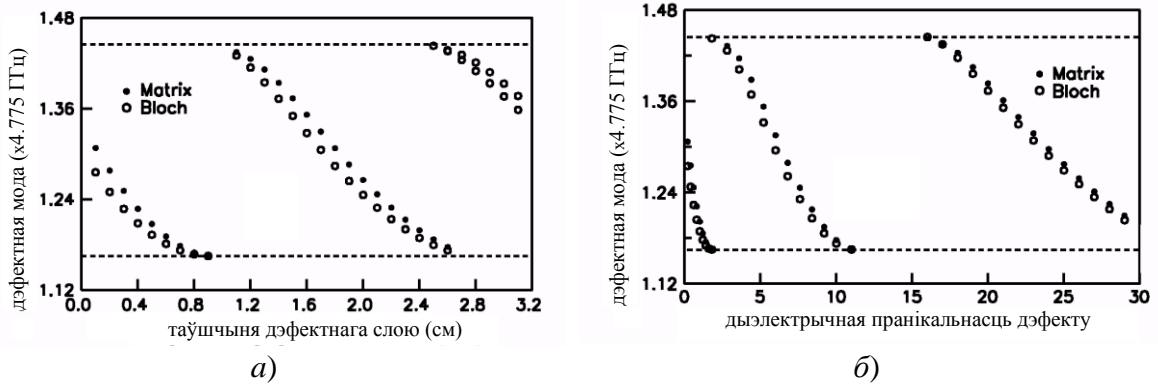 1.48
1.36
1.24
1.12
дэфектная мода (x4.775 ГГц)
Matrix
Bloch
0.0 0.4 0.8 1.2 1.6 2.0 2.4 2.8 3.2
таўшчыня дэфектнага слою (см)
а)
1.48
1.36
1.24
1.12
дэфектная мода (x4.775 ГГц)
Matrix
Bloch
0 5 10 15 20 25 30
дыэлектрычная пранікальнасць дэфекту
б)